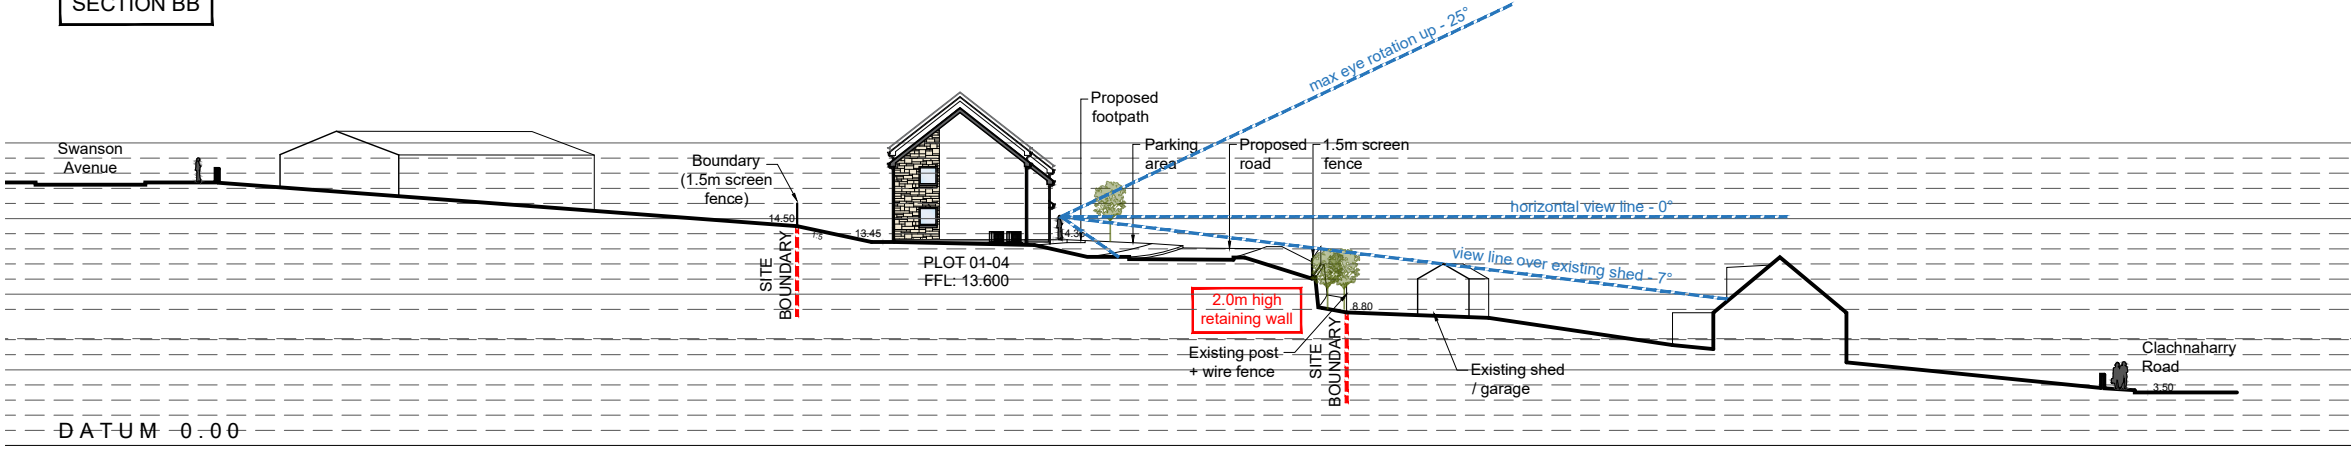 SECTION BB
max eye rotation up - 25°
Proposed
footpath
Swanson
Avenue
Boundary
(1.5m screen
fence)
Parking
area
Proposed
road
1.5m screen
fence
horizontal view line - 0°
14.50
1:5
13.45
view line over existing shed - 7°
SITE
BOUNDARY
PLOT 01-04
FFL: 13.600
2.0m high
retaining wall
8.80
Existing post
+ wire fence
SITE
BOUNDARY
Existing shed
/ garage
Clachnaharry
Road
3.50
DATUM 0.00